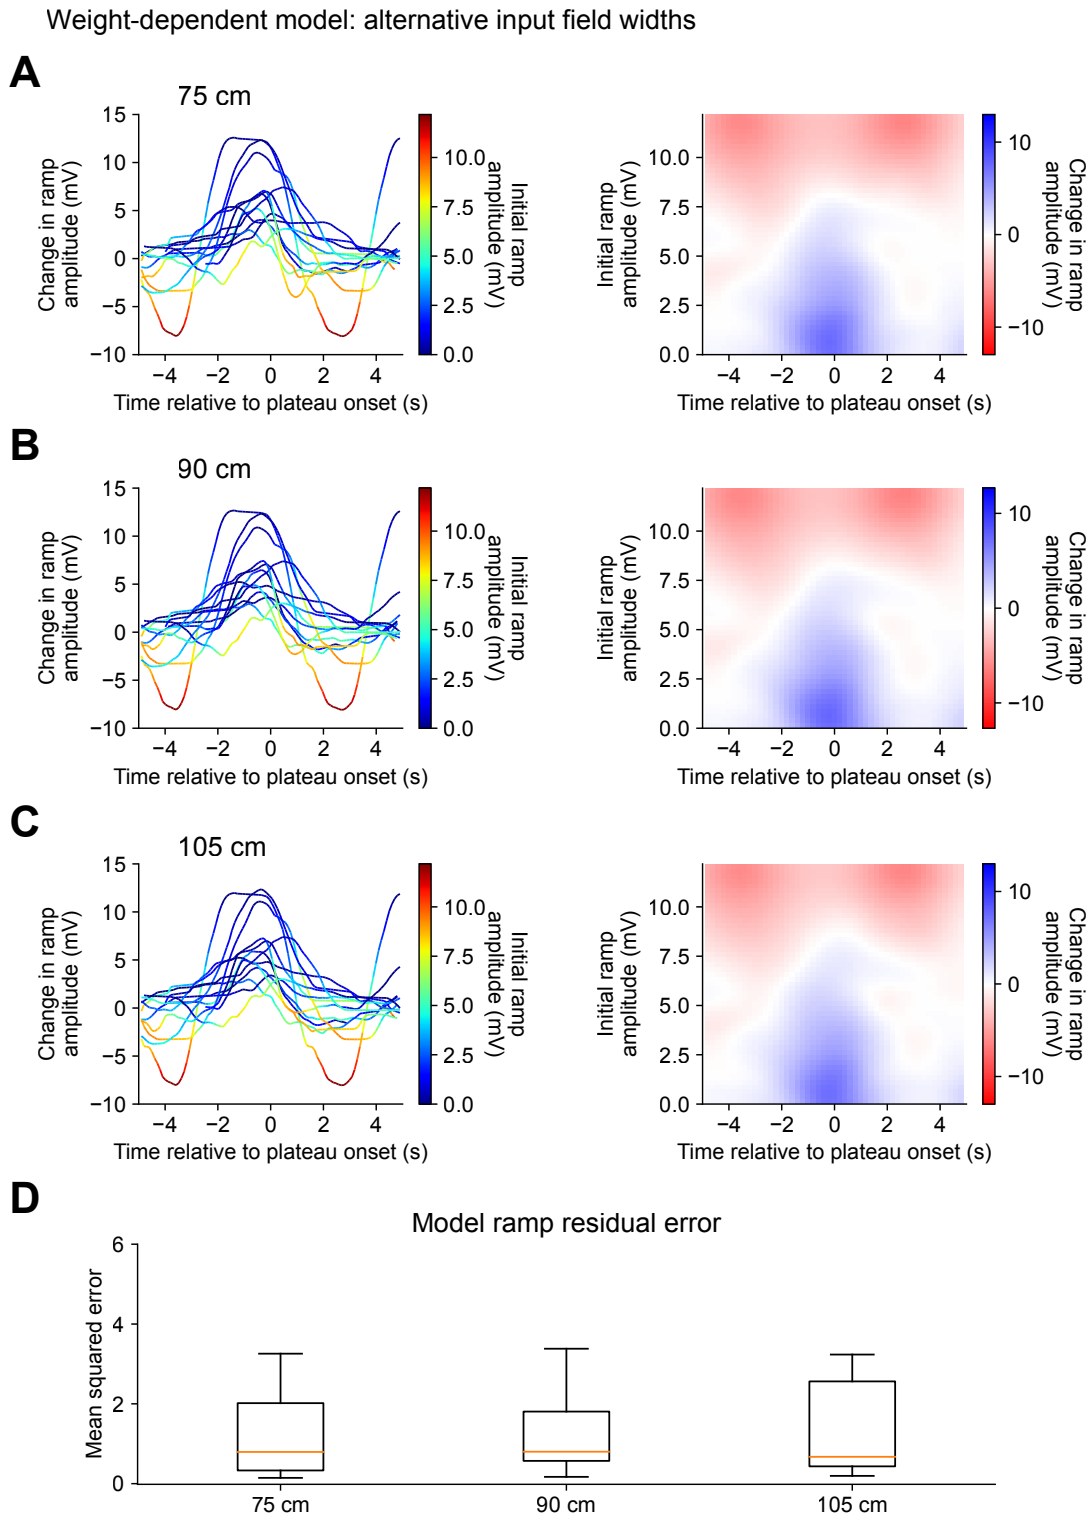 Weight-dependent model: alternative input field widths
A
75 cm
15
10
5
0
−5
−10
Change in ramp
amplitude (mV)
−4 −2 0 2 4
Time relative to plateau onset (s)
10.0
7.5
5.0
2.5
0.0
Initial ramp
amplitude (mV)
10.0
7.5
5.0
2.5
0.0
Initial ramp
amplitude (mV)
−4 −2 0 2 4
Time relative to plateau onset (s)
10
0
−10
Change in ramp
amplitude (mV)
B
90 cm
15
10
5
0
−5
−10
Change in ramp
amplitude (mV)
−4 −2 0 2 4
Time relative to plateau onset (s)
10.0
7.5
5.0
2.5
0.0
Initial ramp
amplitude (mV)
10.0
7.5
5.0
2.5
0.0
Initial ramp
amplitude (mV)
−4 −2 0 2 4
Time relative to plateau onset (s)
10
0
−10
Change in ramp
amplitude (mV)
C
105 cm
15
10
5
0
−5
−10
Change in ramp
amplitude (mV)
−4 −2 0 2 4
Time relative to plateau onset (s)
10.0
7.5
5.0
2.5
0.0
Initial ramp
amplitude (mV)
10.0
7.5
5.0
2.5
0.0
Initial ramp
amplitude (mV)
−4 −2 0 2 4
Time relative to plateau onset (s)
10
0
−10
Change in ramp
amplitude (mV)
D
Model ramp residual error
6
4
2
0
Mean squared error
75 cm 90 cm 105 cm